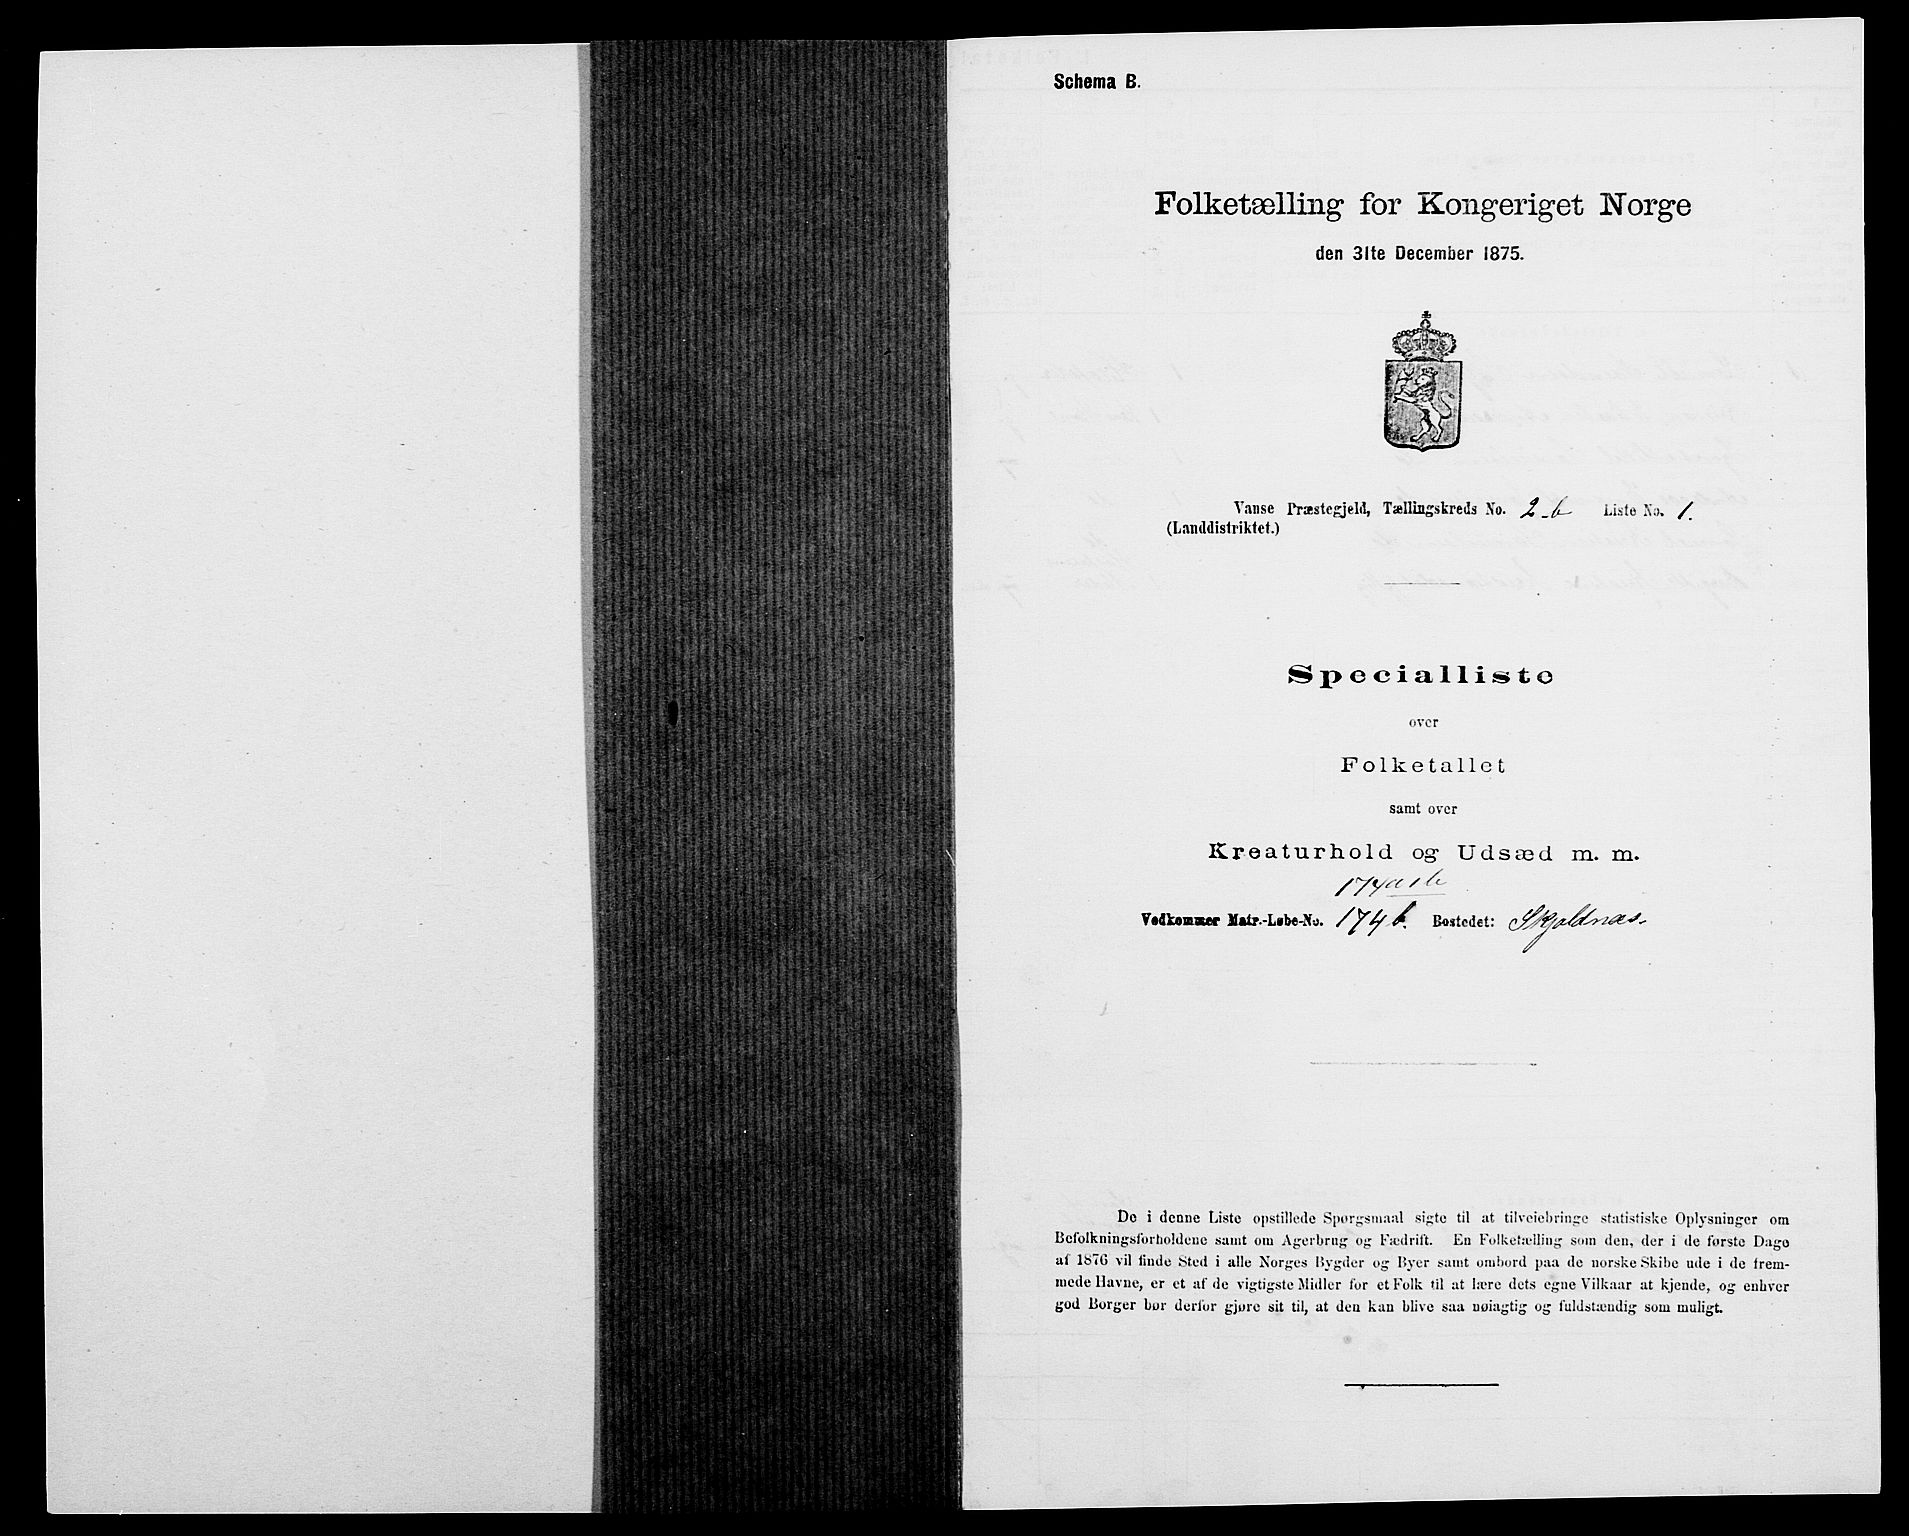 Schema B.
Folketælling for Kongeriget Norge
den 31te December 1875.
Vanse Præstegjeld, Tællingskreds No. 2-b Liste No. 1.
(Landdistriktet.)
Specialliste
over
Folketallet
samt over
Kreaturhold og Udsæd m. m.
Vedkommer Matr.-Løbe-No. 174b. Bostedet: Skjoldnæs.
De i denne Liste opstillede Spørgsmaal sigte til at tilveiebringe statistiske Oplysninger om
Befolkningsforholdene samt om Agerbrug og Fædrift. En Folketælling som den, der i de første Dage
af 1876 vil finde Sted i alle Norges Bygder og Byer samt ombord paa de norske Skibe ude i de frem-
mede Havne, er et af de vigtigste Midler for et Folk til at lære dets egne Vilkaar at kjende, og enhver
god Borger bør derfor gjøre sit til, at den kan blive saa nøiagtig og fuldstændig som muligt.